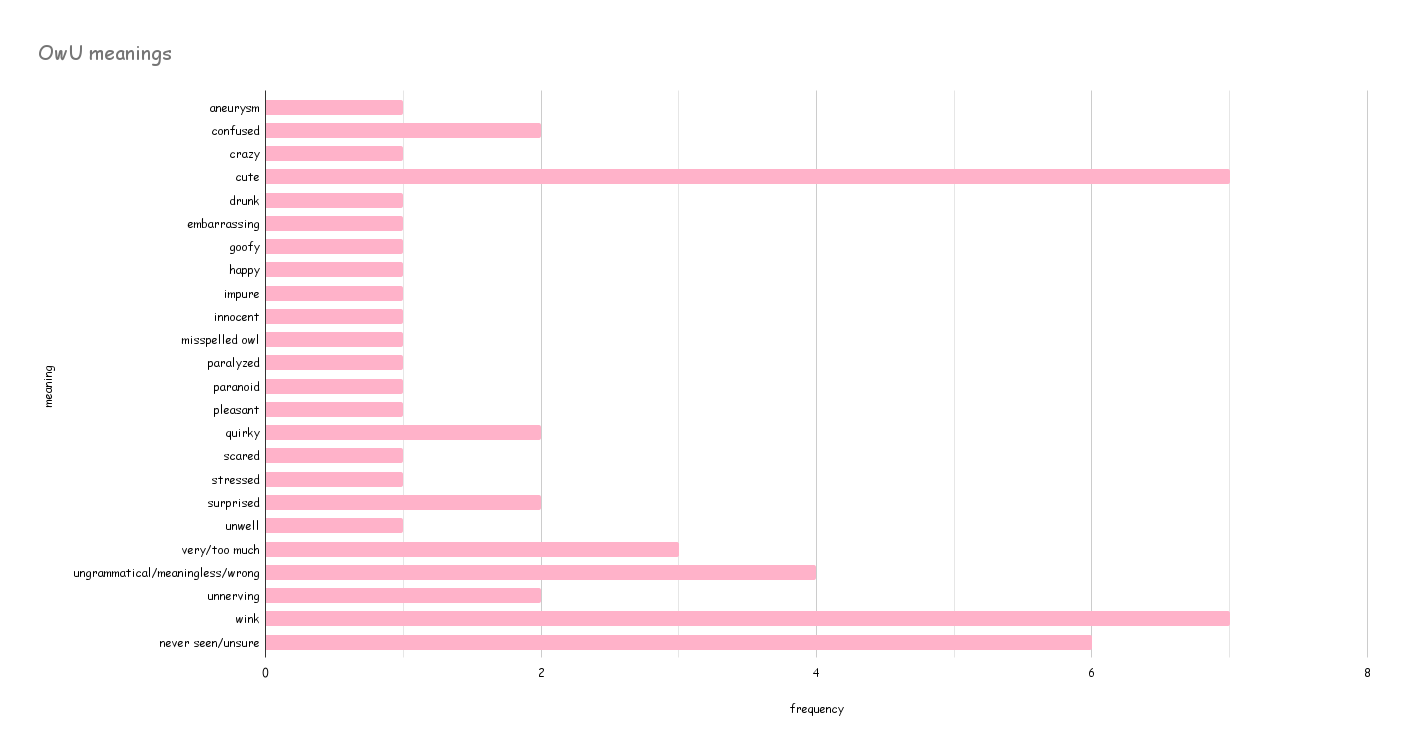 OwU meanings
aneurysm
confused
crazy
cute
drunk
embarrassing
goofy
happy
impure
innocent
misspelled owl
paralyzed
paranoid
pleasant
quirky
scared
stressed
surprised
unwell
very/too much
ungrammatical/meaningless/wrong
unnerving
wink
never seen/unsure
meaning
0 2 4 6 8
frequency